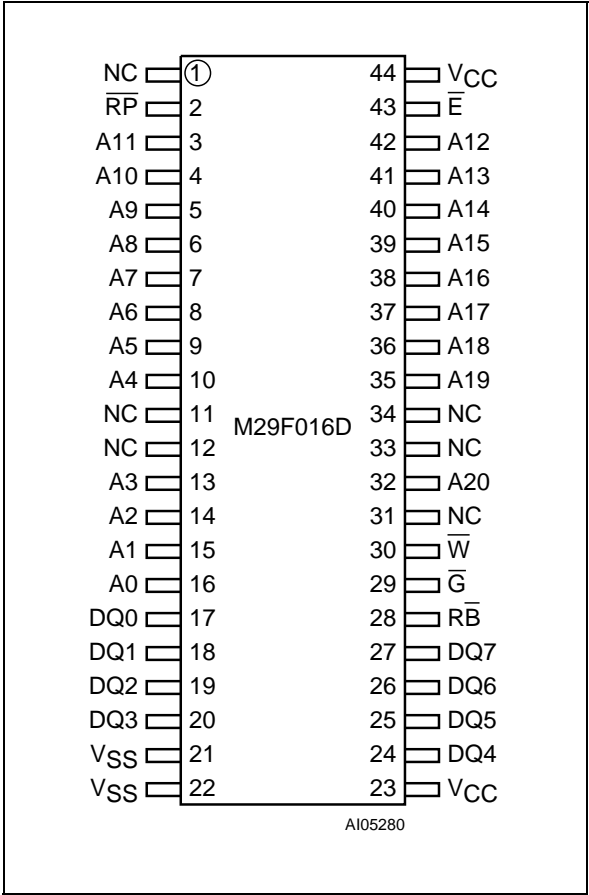 NC 1 44 VCC
R̅P̅ 2 43 E̅
A11 3 42 A12
A10 4 41 A13
A9 5 40 A14
A8 6 39 A15
A7 7 38 A16
A6 8 37 A17
A5 9 36 A18
A4 10 35 A19
NC 11 34 NC
M29F016D
NC 12 33 NC
A3 13 32 A20
A2 14 31 NC
A1 15 30 W̅
A0 16 29 G̅
DQ0 17 28 RB̅
DQ1 18 27 DQ7
DQ2 19 26 DQ6
DQ3 20 25 DQ5
VSS 21 24 DQ4
VSS 22 23 VCC
AI05280